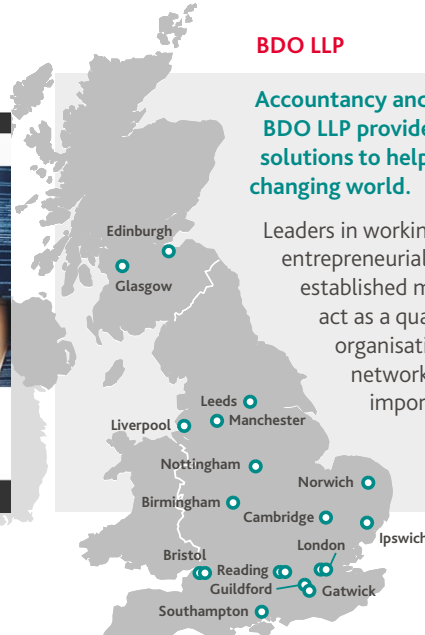 BDO LLP
Accountancy and
BDO LLP provide
solutions to help
changing world.
Leaders in workin
entrepreneurial
established m
act as a qua
organisati
network
impor
Edinburgh
Glasgow
Leeds
Manchester
Liverpool
Nottingham
Norwich
Birmingham
Cambridge
Ipswich
London
Bristol
Reading
Guildford
Gatwick
Southampton